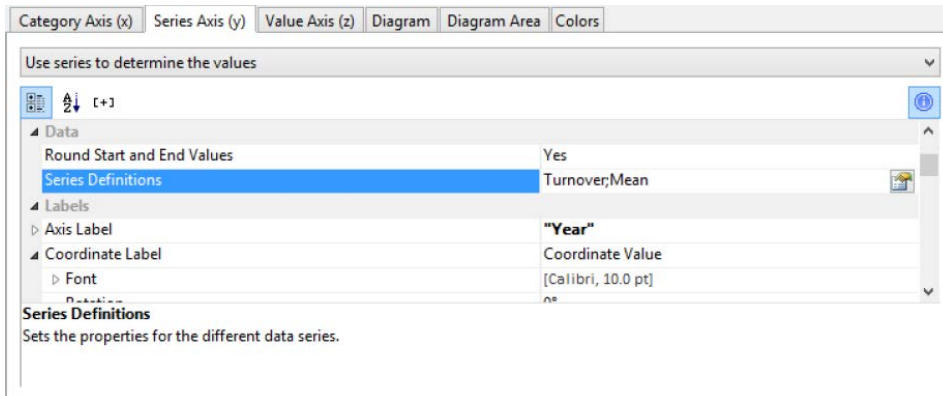 Category Axis (x) Series Axis (y) Value Axis (z) Diagram Diagram Area Colors
Use series to determine the values
A Z [+]
Data
Round Start and End Values Yes
Series Definitions Turnover;Mean
Labels
Axis Label "Year"
Coordinate Label Coordinate Value
Font [Calibri, 10.0 pt]
Rotation 0°
Series Definitions
Sets the properties for the different data series.